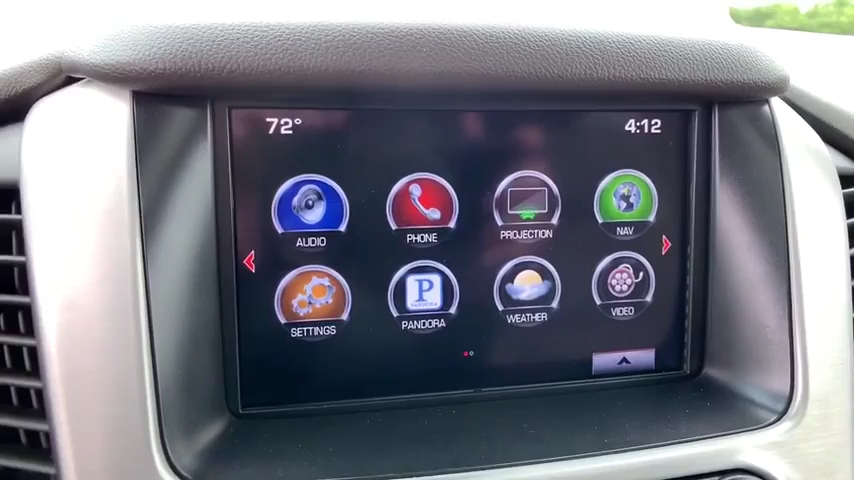 72° 4:12
AUDIO PHONE PROJECTION NAV
P
SETTINGS PANDORA WEATHER VIDEO